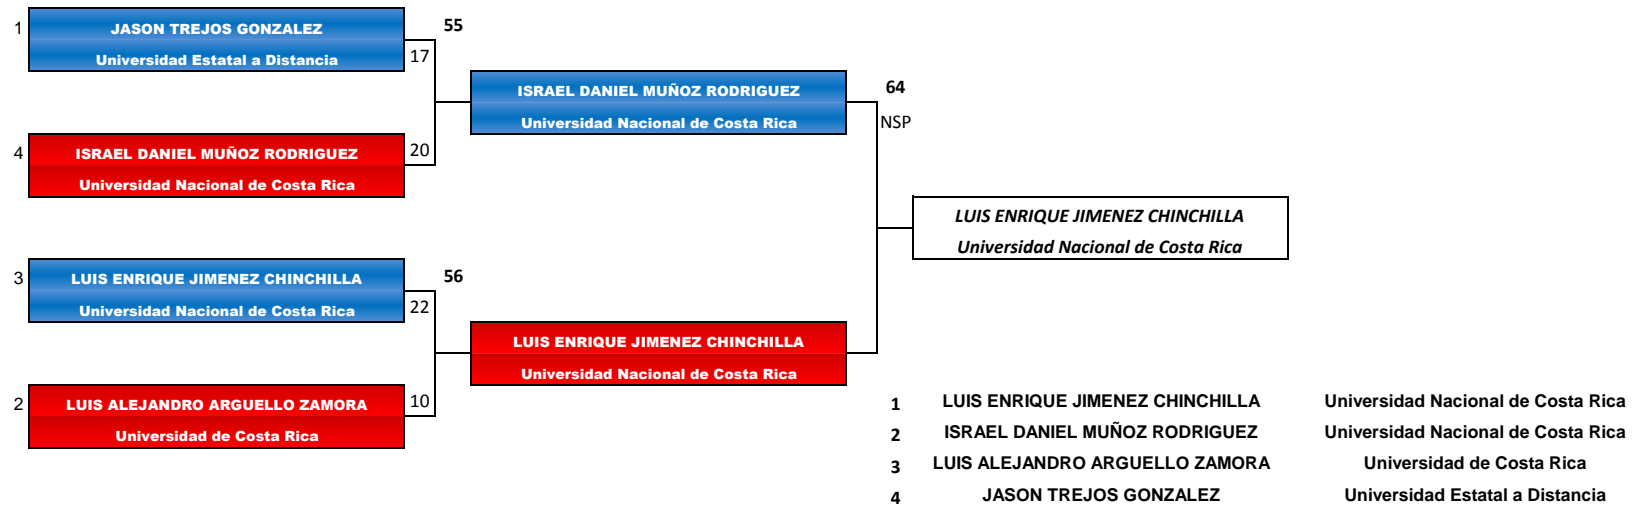 1 JASON TREJOS GONZALEZ 55
Universidad Estatal a Distancia 17
ISRAEL DANIEL MUÑOZ RODRIGUEZ 64
Universidad Nacional de Costa Rica NSP
4 ISRAEL DANIEL MUÑOZ RODRIGUEZ 20
Universidad Nacional de Costa Rica
LUIS ENRIQUE JIMENEZ CHINCHILLA
Universidad Nacional de Costa Rica
3 LUIS ENRIQUE JIMENEZ CHINCHILLA 56
Universidad Nacional de Costa Rica 22
LUIS ENRIQUE JIMENEZ CHINCHILLA
Universidad Nacional de Costa Rica
2 LUIS ALEJANDRO ARGUELLO ZAMORA 10
Universidad de Costa Rica
1 LUIS ENRIQUE JIMENEZ CHINCHILLA Universidad Nacional de Costa Rica
2 ISRAEL DANIEL MUÑOZ RODRIGUEZ Universidad Nacional de Costa Rica
3 LUIS ALEJANDRO ARGUELLO ZAMORA Universidad de Costa Rica
4 JASON TREJOS GONZALEZ Universidad Estatal a Distancia